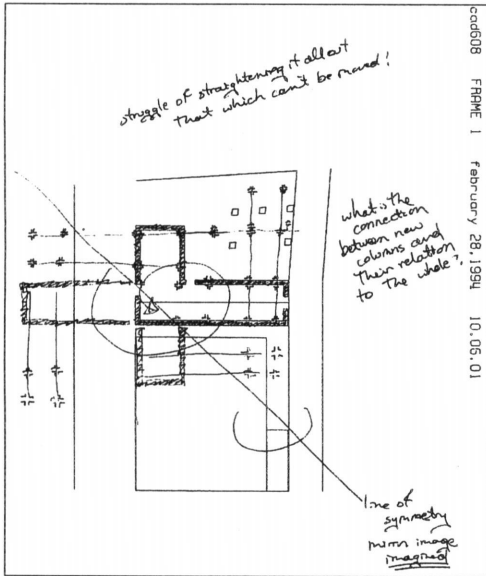 struggle of straightening it all out
that which can't be moved!
cad608 FRAME 1 february 28,1994 10.06.01
what is the
connection
between new
columns and
their relation
to the whole?
line of
symmetry
mirror image
imagined